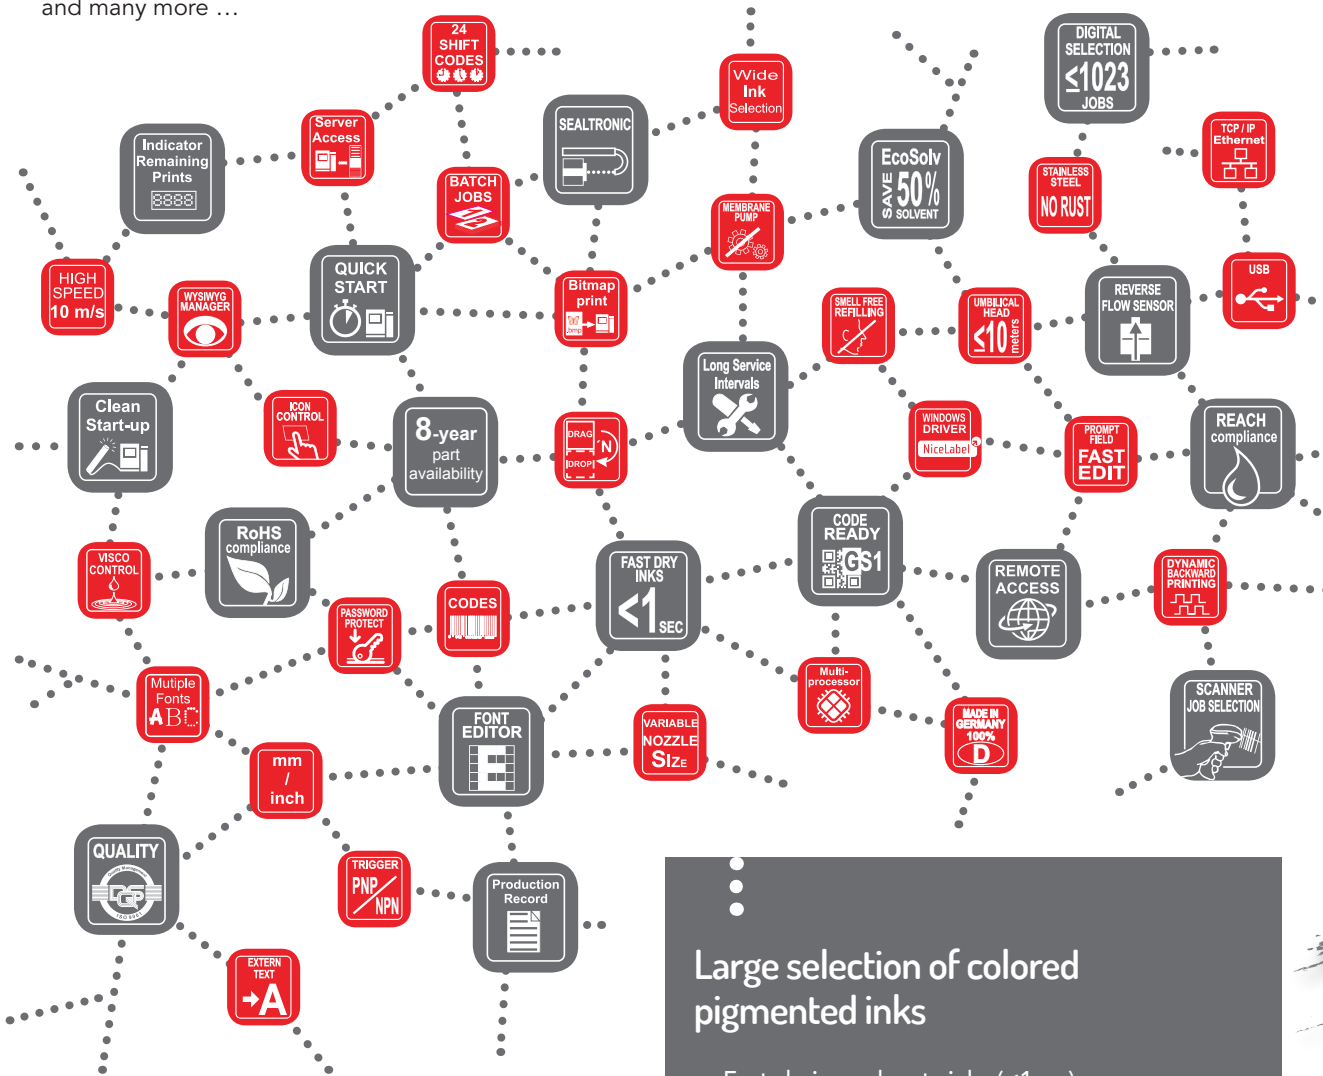 and many more …
24
SHIFT
CODES
Wide
Ink
Selection
DIGITAL
SELECTION
≤1023
JOBS
SEALTRONIC
Server
Access
Indicator
Remaining
Prints
8888
TCP / IP
Ethernet
EcoSolv
SAVE
50%
SOLVENT
STAINLESS
STEEL
NO RUST
BATCH
JOBS
MEMBRANE
PUMP
HIGH
SPEED
10 m/s
WYSIWYG
MANAGER
QUICK
START
Bitmap
print
.bmp
SMELL FREE
REFILLING
UMBILICAL
HEAD
≤10
meters
REVERSE
FLOW SENSOR
USB
Long Service
Intervals
Clean
Start-up
ICON
CONTROL
8-year
part
availability
DRAG
'N
DROP
WINDOWS
DRIVER
NiceLabel
PROMPT
FIELD
FAST
EDIT
REACH
compliance
RoHS
compliance
CODE
READY
GS1
VISCO
CONTROL
FAST DRY
INKS
<1 SEC
REMOTE
ACCESS
DYNAMIC
BACKWARD
PRINTING
PASSWORD
PROTECT
CODES
Mutiple
Fonts
ABC
Multi-
processor
SCANNER
JOB SELECTION
FONT
EDITOR
E
VARIABLE
NOZZLE
SIZE
MADE IN
GERMANY
100%
D
mm
/
inch
QUALITY
Quality Management
DQS
ISO 9001
TRIGGER
PNP
NPN
Production
Record
EXTERN
TEXT
A
Large selection of colored
pigmented inks